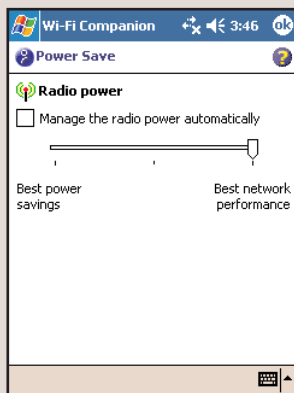 Wi-Fi Companion 3:46 ok
Power Save ?
Radio power
Manage the radio power automatically
Best power savings
Best network performance